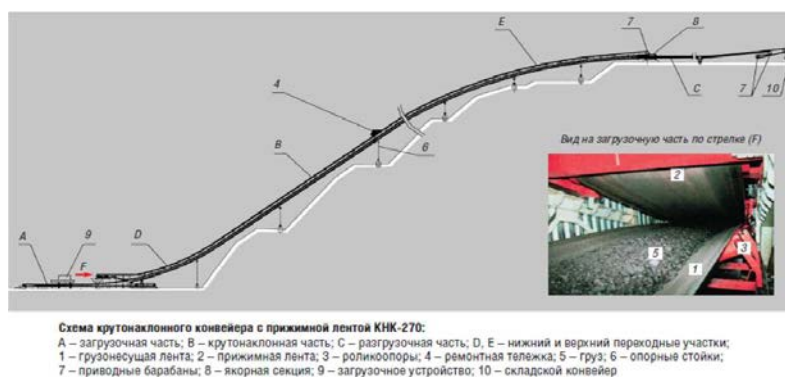 E
7
8
4
7
10
C
Вид на загрузочную часть по стрелке (F)
B
6
2
A
9
D
F
5
3
1
Схема крутонаклонного конвейера с прижимной лентой КНК-270:
А – загрузочная часть; В – крутонаклонная часть; С – разгрузочная часть; D, E – нижний и верхний переходные участки;
1 – грузонесущая лента; 2 – прижимная лента; 3 – роликоопоры; 4 – ремонтная тележка; 5 – груз; 6 – опорные стойки;
7 – приводные барабаны; 8 – якорная секция; 9 – загрузочное устройство; 10 – складской конвейер